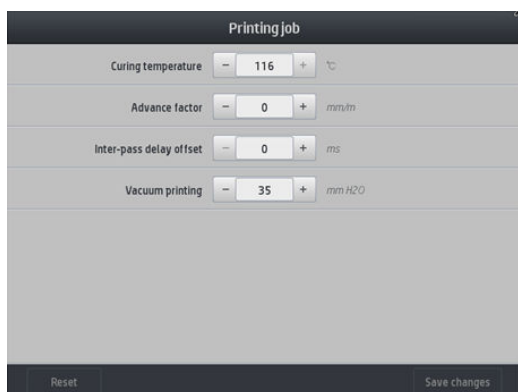 Printing job
Curing temperature − 116 + °C
Advance factor − 0 + mm/m
Inter-pass delay offset − 0 + ms
Vacuum printing − 35 + mm H2O
Reset Save changes